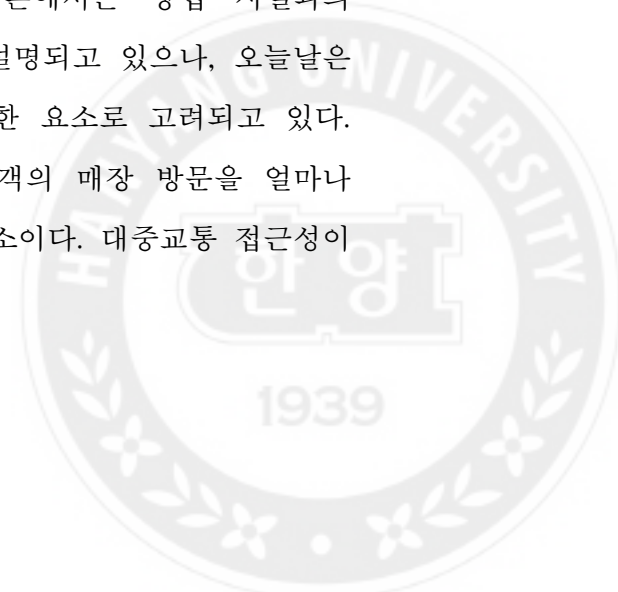 설명되고 있으나, 오늘날은
한 요소로 고려되고 있다.
객의 매장 방문을 얼마나
소이다. 대중교통 접근성이
HANYANG UNIVERSITY
한양
1939